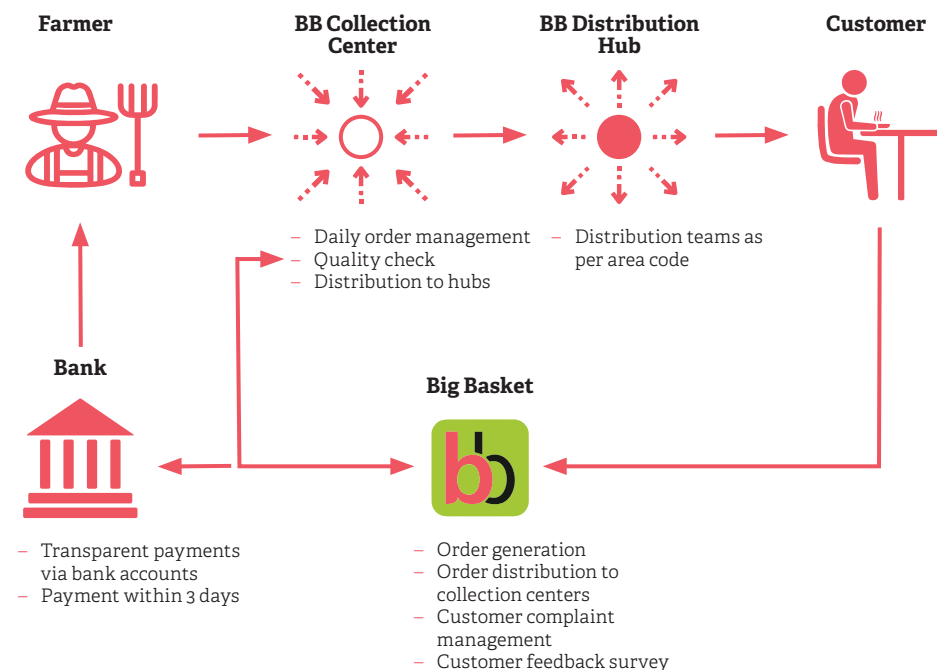 Farmer
BB Collection
Center
BB Distribution
Hub
Customer
– Daily order management
– Quality check
– Distribution to hubs
– Distribution teams as
per area code
Bank
Big Basket
bb
– Transparent payments
via bank accounts
– Payment within 3 days
– Order generation
– Order distribution to
collection centers
– Customer complaint
management
– Customer feedback survey